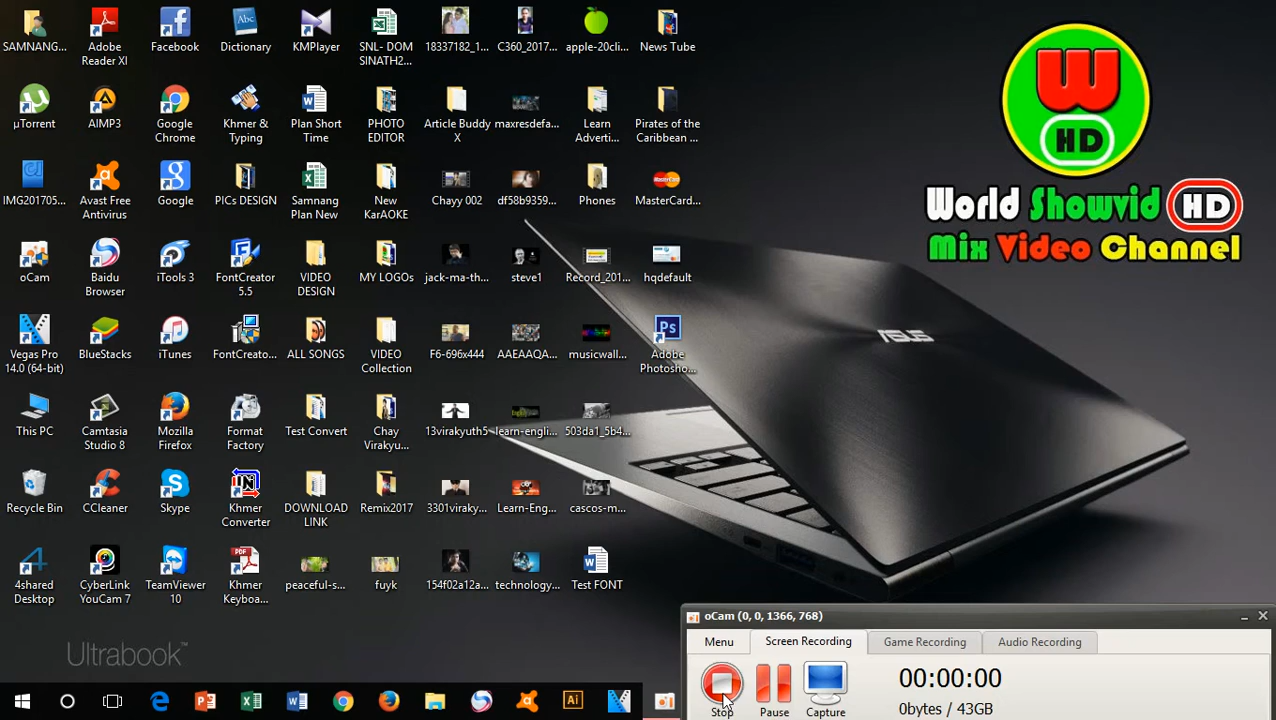 SAMNANG...
Adobe
Reader XI
Facebook
Dictionary
KMPlayer
SNL- DOM
SINATH2...
18337182_1...
C360_2017...
apple-20cli...
News Tube
µTorrent
AIMP3
Google
Chrome
Khmer &
Typing
Plan Short
Time
PHOTO
EDITOR
Article Buddy
X
maxresdefa...
Learn
Adverti...
Pirates of the
Caribbean ...
IMG201705...
Avast Free
Antivirus
Google
PICs DESIGN
Samnang
Plan New
New
KarAOKE
Chayy 002
df58b9359...
Phones
MasterCard...
oCam
Baidu
Browser
iTools 3
FontCreator
5.5
VIDEO
DESIGN
MY LOGOs
jack-ma-th...
steve1
Record_201...
hqdefault
Vegas Pro
14.0 (64-bit)
BlueStacks
iTunes
FontCreato...
ALL SONGS
VIDEO
Collection
F6-696x444
AAEAAQA...
musicwall...
Ps
Adobe
Photosho...
This PC
Camtasia
Studio 8
Mozilla
Firefox
Format
Factory
Test Convert
Chay
Virakyu...
13virakyuth5
learn-engli...
503da1_5b4...
Recycle Bin
CCleaner
Skype
Khmer
Converter
DOWNLOAD
LINK
Remix2017
3301viraky...
Learn-Eng...
cascos-m...
4shared
Desktop
CyberLink
YouCam 7
TeamViewer
10
Khmer
Keyboa...
peaceful-s...
fuyk
154f02a12a...
technology...
Test FONT
W
HD
World Showvid HD
Mix Video Channel
ASUS
Ultrabook™
oCam (0, 0, 1366, 768)
Menu
Screen Recording
Game Recording
Audio Recording
Stop
Pause
Capture
00:00:00
0bytes / 43GB
Ai